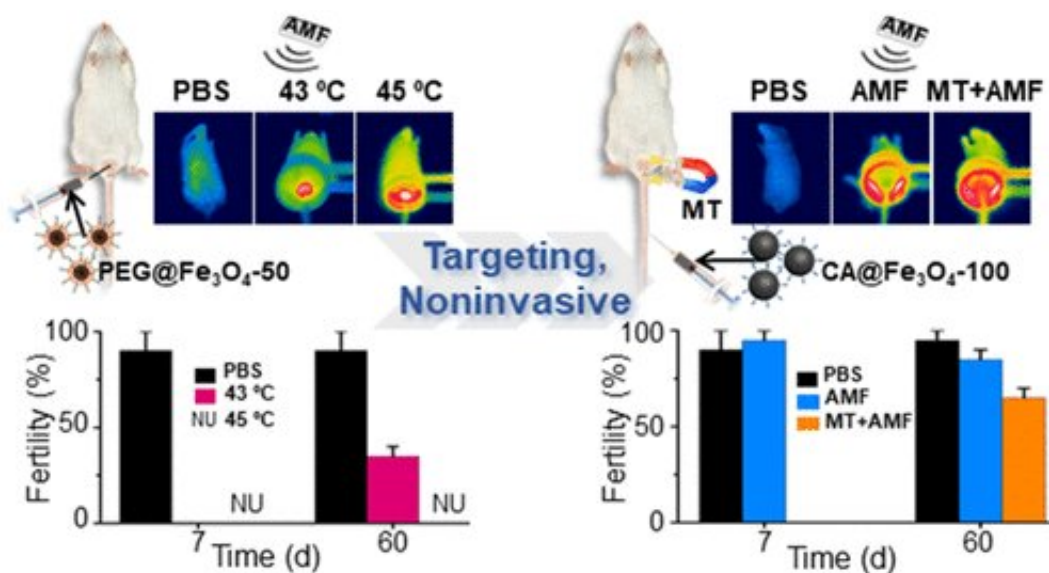 AMF
PBS 43 ºC 45 ºC
PEG@Fe₃O₄-50
AMF
PBS AMF MT+AMF
MT
CA@Fe₃O₄-100
Targeting,
Noninvasive
100
50
0
Fertility (%)
PBS
43 ºC
NU 45 ºC
NU
NU
7
60
Time (d)
100
50
0
Fertility (%)
PBS
AMF
MT+AMF
7
60
Time (d)